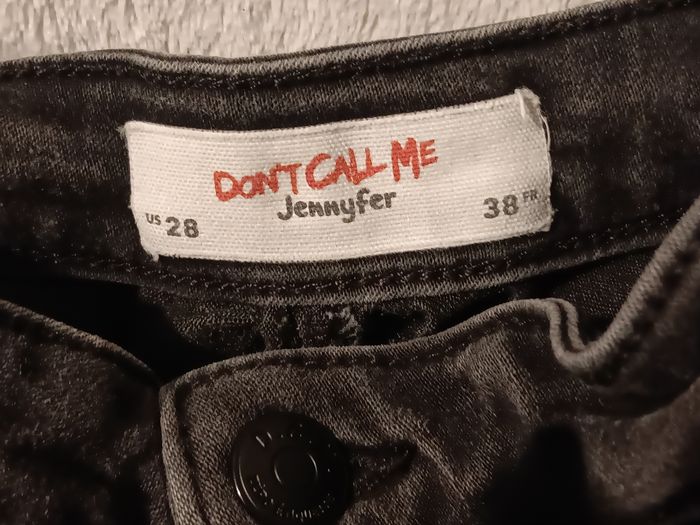 DON'T CALL ME
Jennyfer
US 28
38 FR